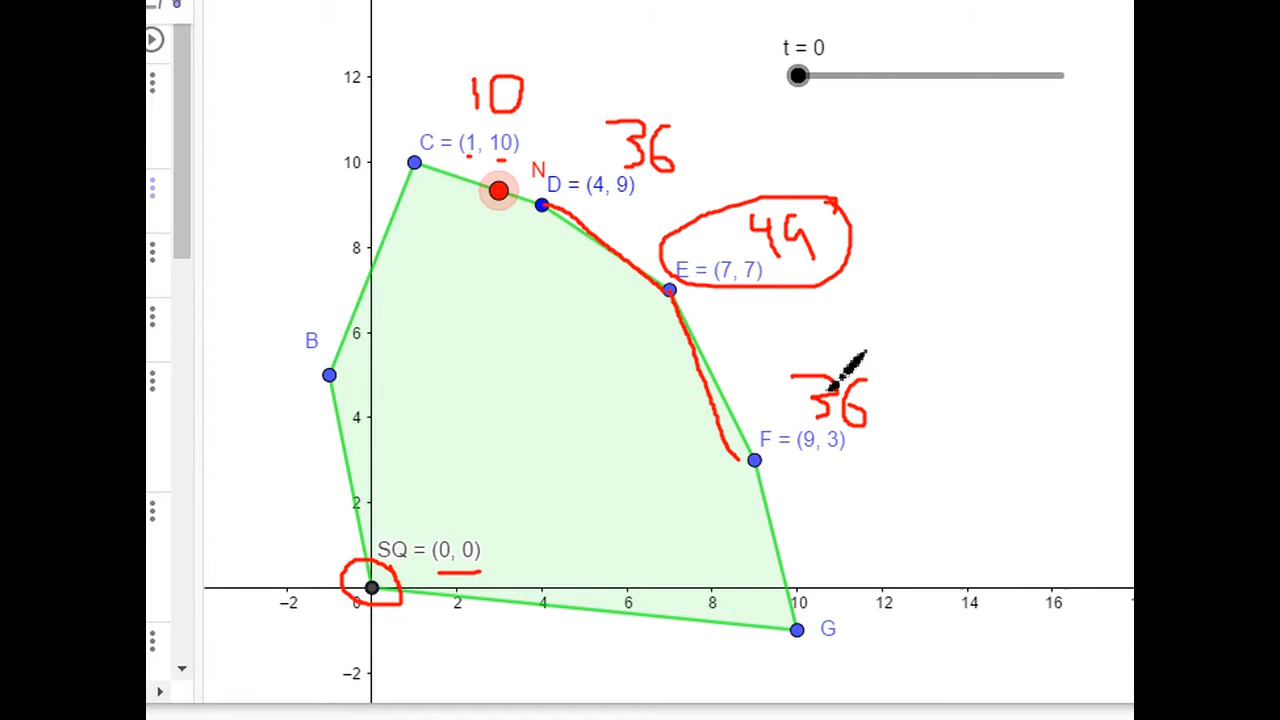 t = 0
12
10
C = (1, 10)
36
10
N
D = (4, 9)
49
8
E = (7, 7)
B
6
36
4
F = (9, 3)
2
SQ = (0, 0)
−2
0
2
4
6
8
10
12
14
16
G
−2